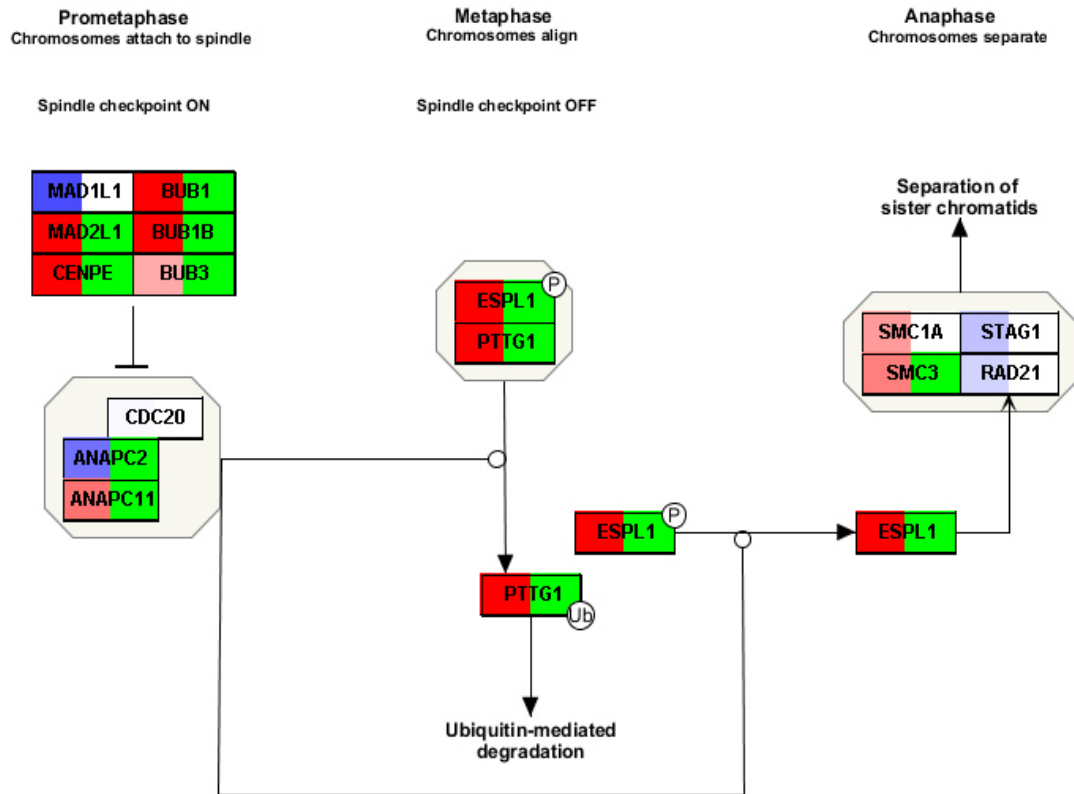 Prometaphase
Chromosomes attach to spindle
Metaphase
Chromosomes align
Anaphase
Chromosomes separate
Spindle checkpoint ON
Spindle checkpoint OFF
MAD1L1 BUB1
MAD2L1 BUB1B
CENPE BUB3
Separation of
sister chromatids
P
ESPL1
PTTG1
SMC1A STAG1
SMC3 RAD21
CDC20
ANAPC2
ANAPC11
P
ESPL1
ESPL1
PTTG1
Ub
Ubiquitin-mediated
degradation